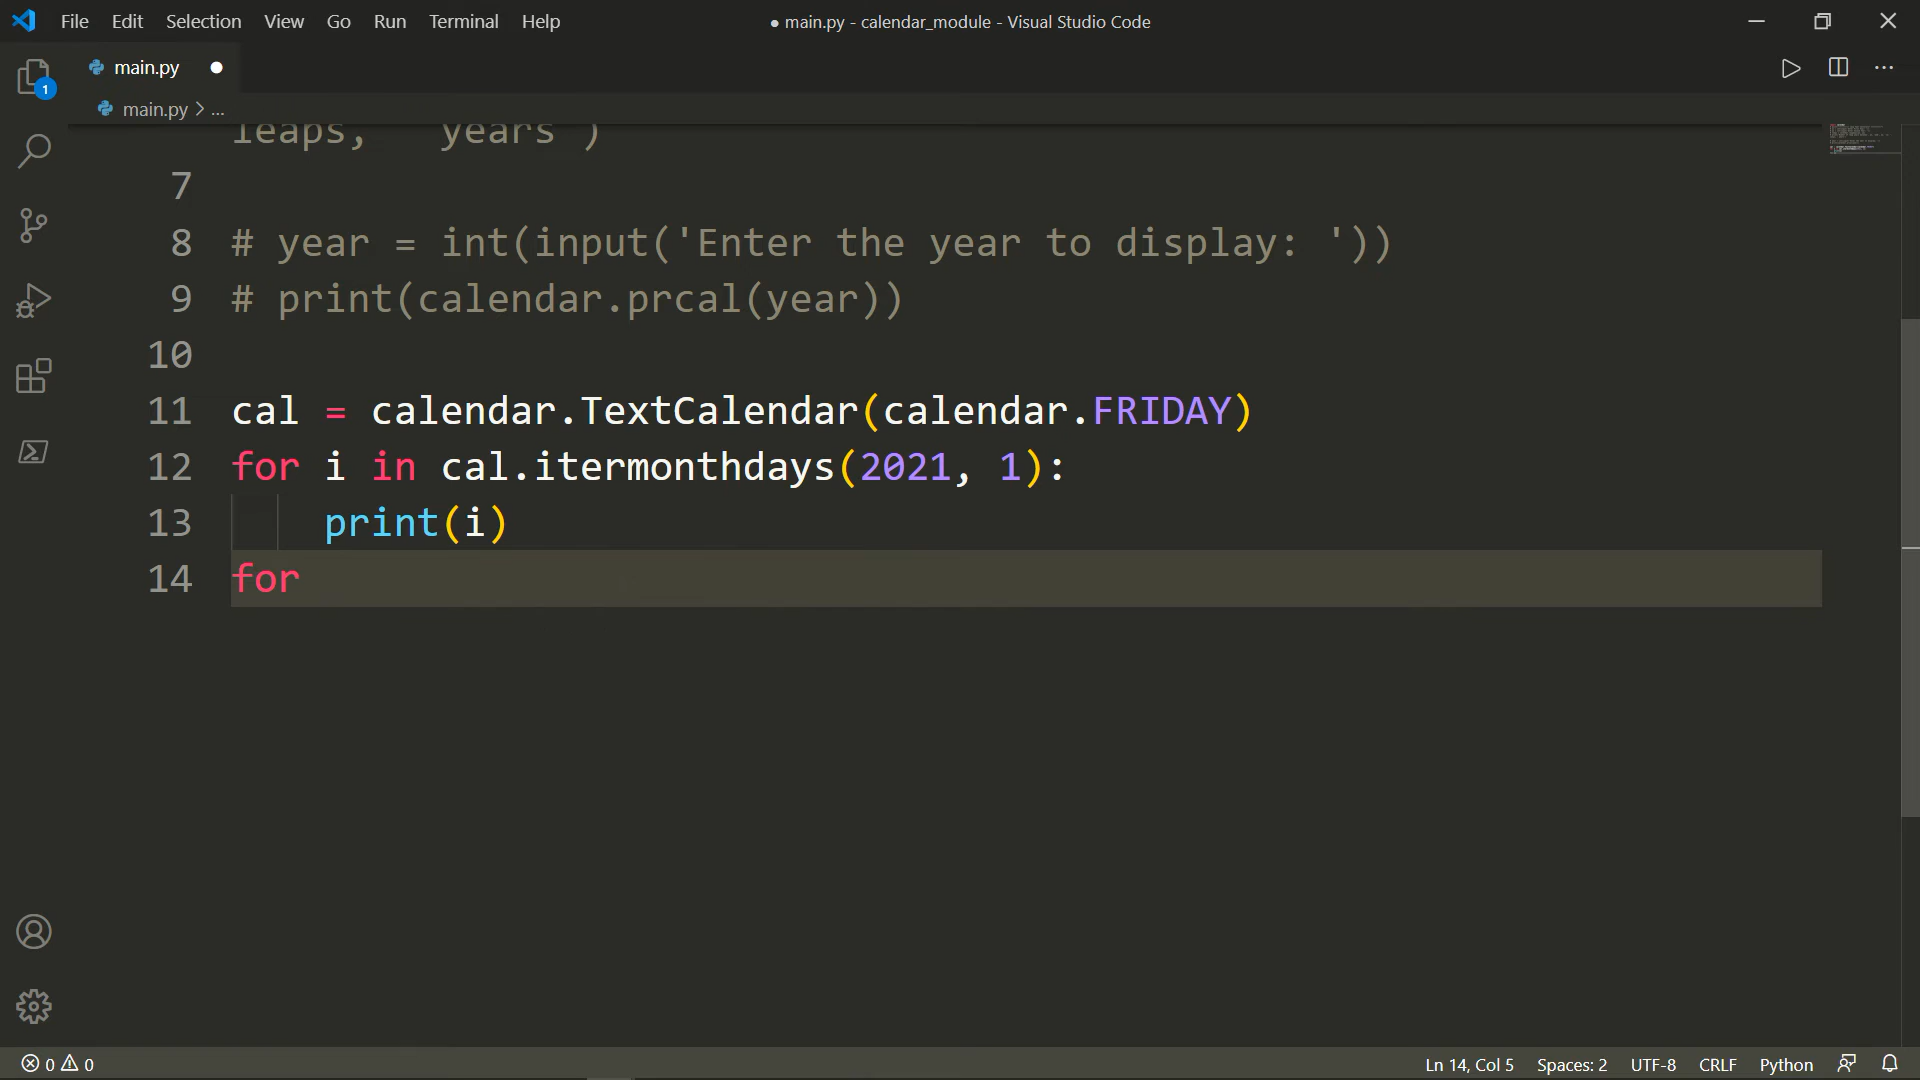 File Edit Selection View Go Run Terminal Help
● main.py - calendar_module - Visual Studio Code
main.py ●
main.py > ...
1
leaps, years )
7
8 # year = int(input('Enter the year to display: '))
9 # print(calendar.prcal(year))
10
11 cal = calendar.TextCalendar(calendar.FRIDAY)
12 for i in cal.itermonthdays(2021, 1):
13 print(i)
14 for
0 0
Ln 14, Col 5 Spaces: 2 UTF-8 CRLF Python